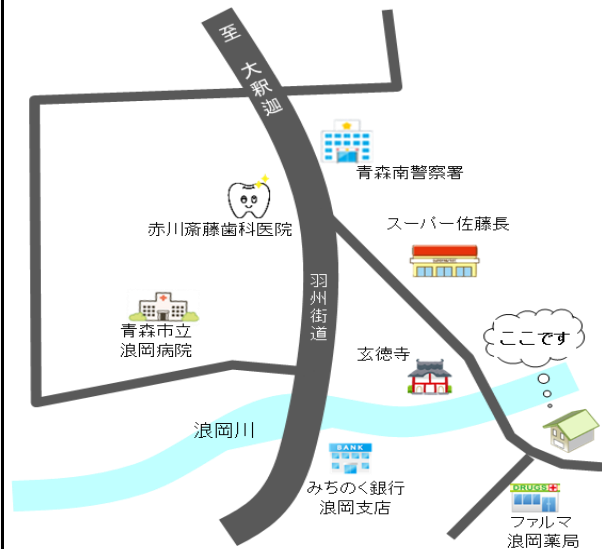 至 大釈迦
青森南警察署
赤川斎藤歯科医院
スーパー佐藤長
羽州街道
ここです
青森市立
浪岡病院
玄徳寺
浪岡川
BANK
みちのく銀行
浪岡支店
DRUGS
ファルマ
浪岡薬局